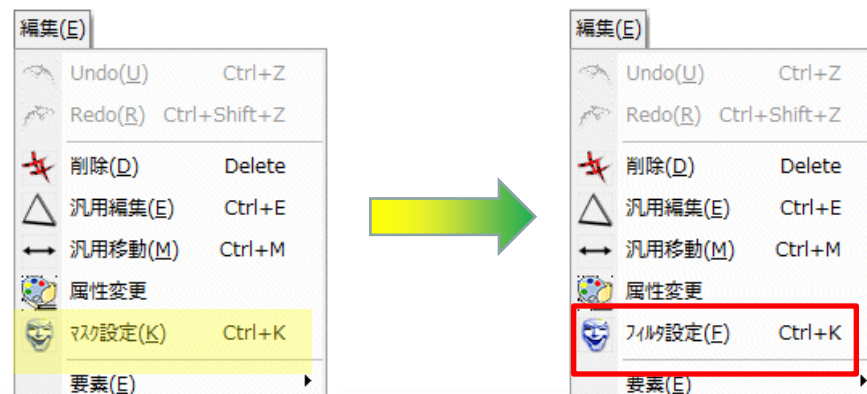 編集(E)
Undo(U) Ctrl+Z
Redo(R) Ctrl+Shift+Z
削除(D) Delete
汎用編集(E) Ctrl+E
汎用移動(M) Ctrl+M
属性変更
ﾏｽｸ設定(K) Ctrl+K
要素(E)
編集(E)
Undo(U) Ctrl+Z
Redo(R) Ctrl+Shift+Z
削除(D) Delete
汎用編集(E) Ctrl+E
汎用移動(M) Ctrl+M
属性変更
ﾌｨﾙﾀ設定(F) Ctrl+K
要素(E)